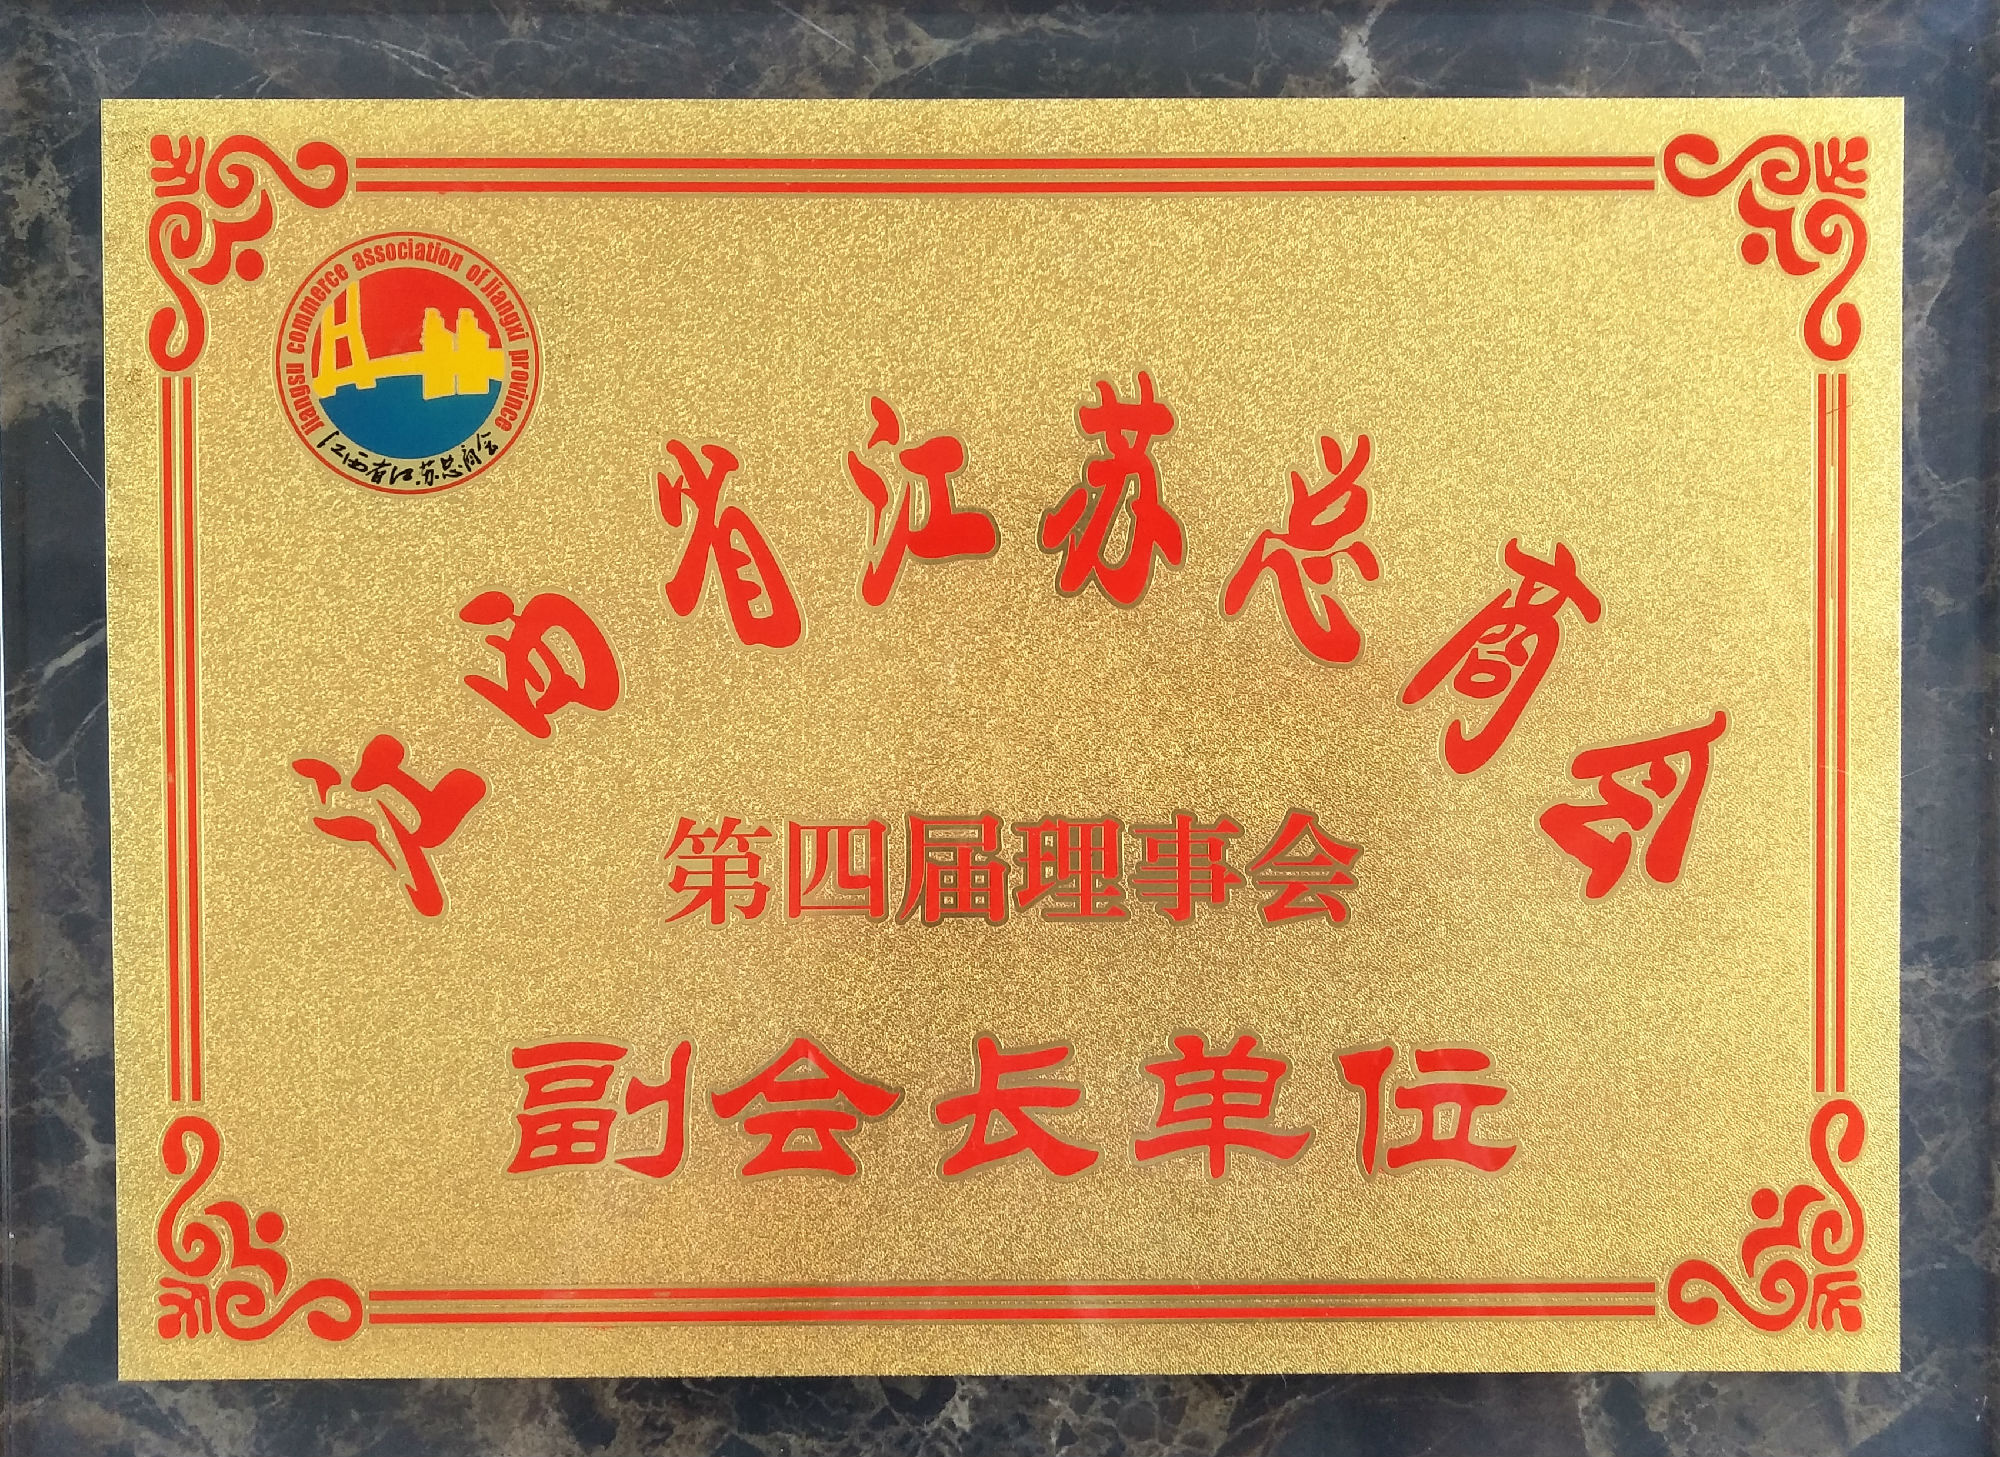 Jiangsu commerce association of Jiangxi province
江西省江苏总商会
江西省江苏总商会
第四届理事会
副会长单位